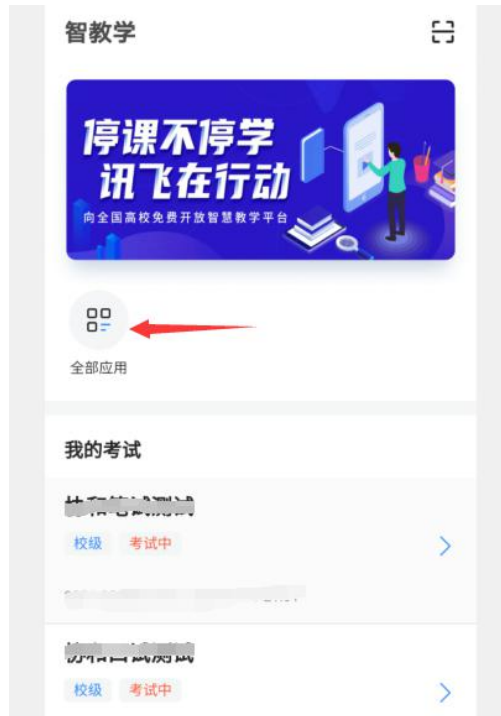 智教学
停课不停学
讯飞在行动
向全国高校免费开放智慧教学平台
全部应用
我的考试
校级 考试中
校级 考试中